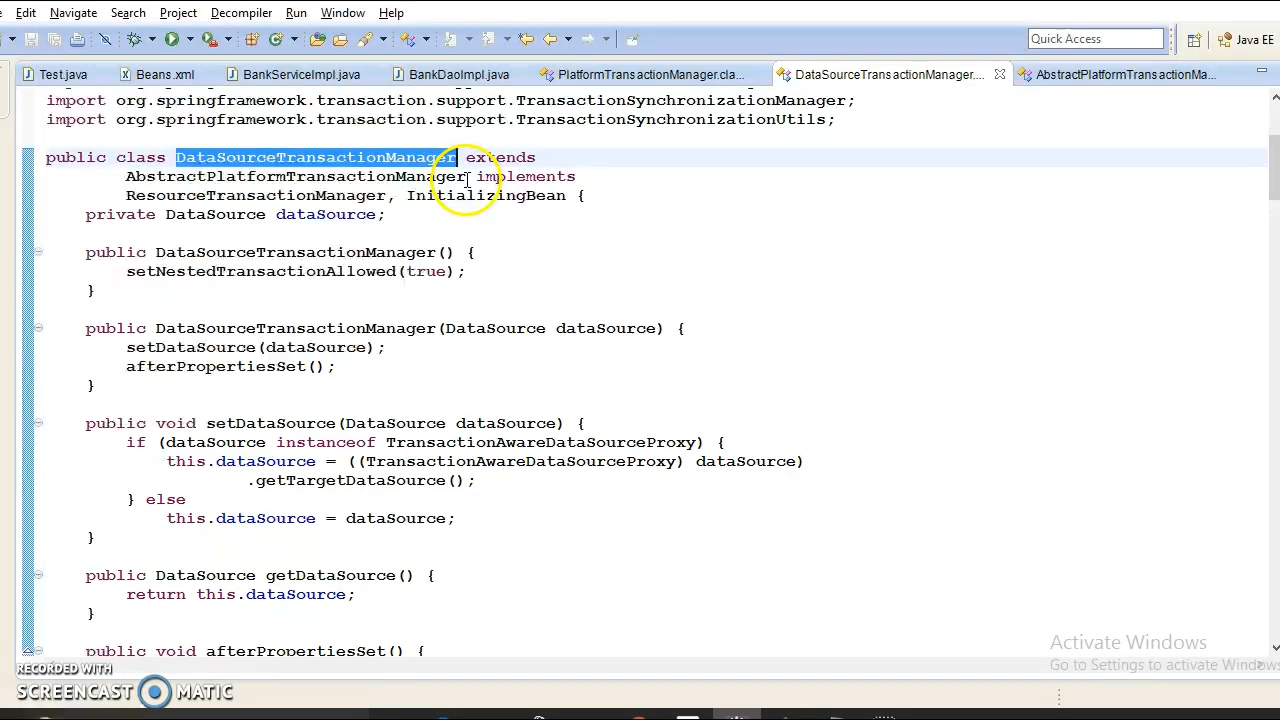 Edit Navigate Search Project Decompiler Run Window Help
Quick Access
Java EE
Test.java
Beans.xml
BankServiceImpl.java
BankDaoImpl.java
PlatformTransactionManager.cla...
DataSourceTransactionManager....
AbstractPlatformTransactionMa...
import org.springframework.transaction.support.TransactionSynchronizationManager;
import org.springframework.transaction.support.TransactionSynchronizationUtils;
public class DataSourceTransactionManager extends
AbstractPlatformTransactionManager implements
ResourceTransactionManager, InitializingBean {
private DataSource dataSource;
public DataSourceTransactionManager() {
setNestedTransactionAllowed(true);
}
public DataSourceTransactionManager(DataSource dataSource) {
setDataSource(dataSource);
afterPropertiesSet();
}
public void setDataSource(DataSource dataSource) {
if (dataSource instanceof TransactionAwareDataSourceProxy) {
this.dataSource = ((TransactionAwareDataSourceProxy) dataSource)
.getTargetDataSource();
} else
this.dataSource = dataSource;
}
public DataSource getDataSource() {
return this.dataSource;
}
public void afterPropertiesSet() {
Activate Windows
Go to Settings to activate Windows
RECORDED WITH
SCREENCAST MATIC